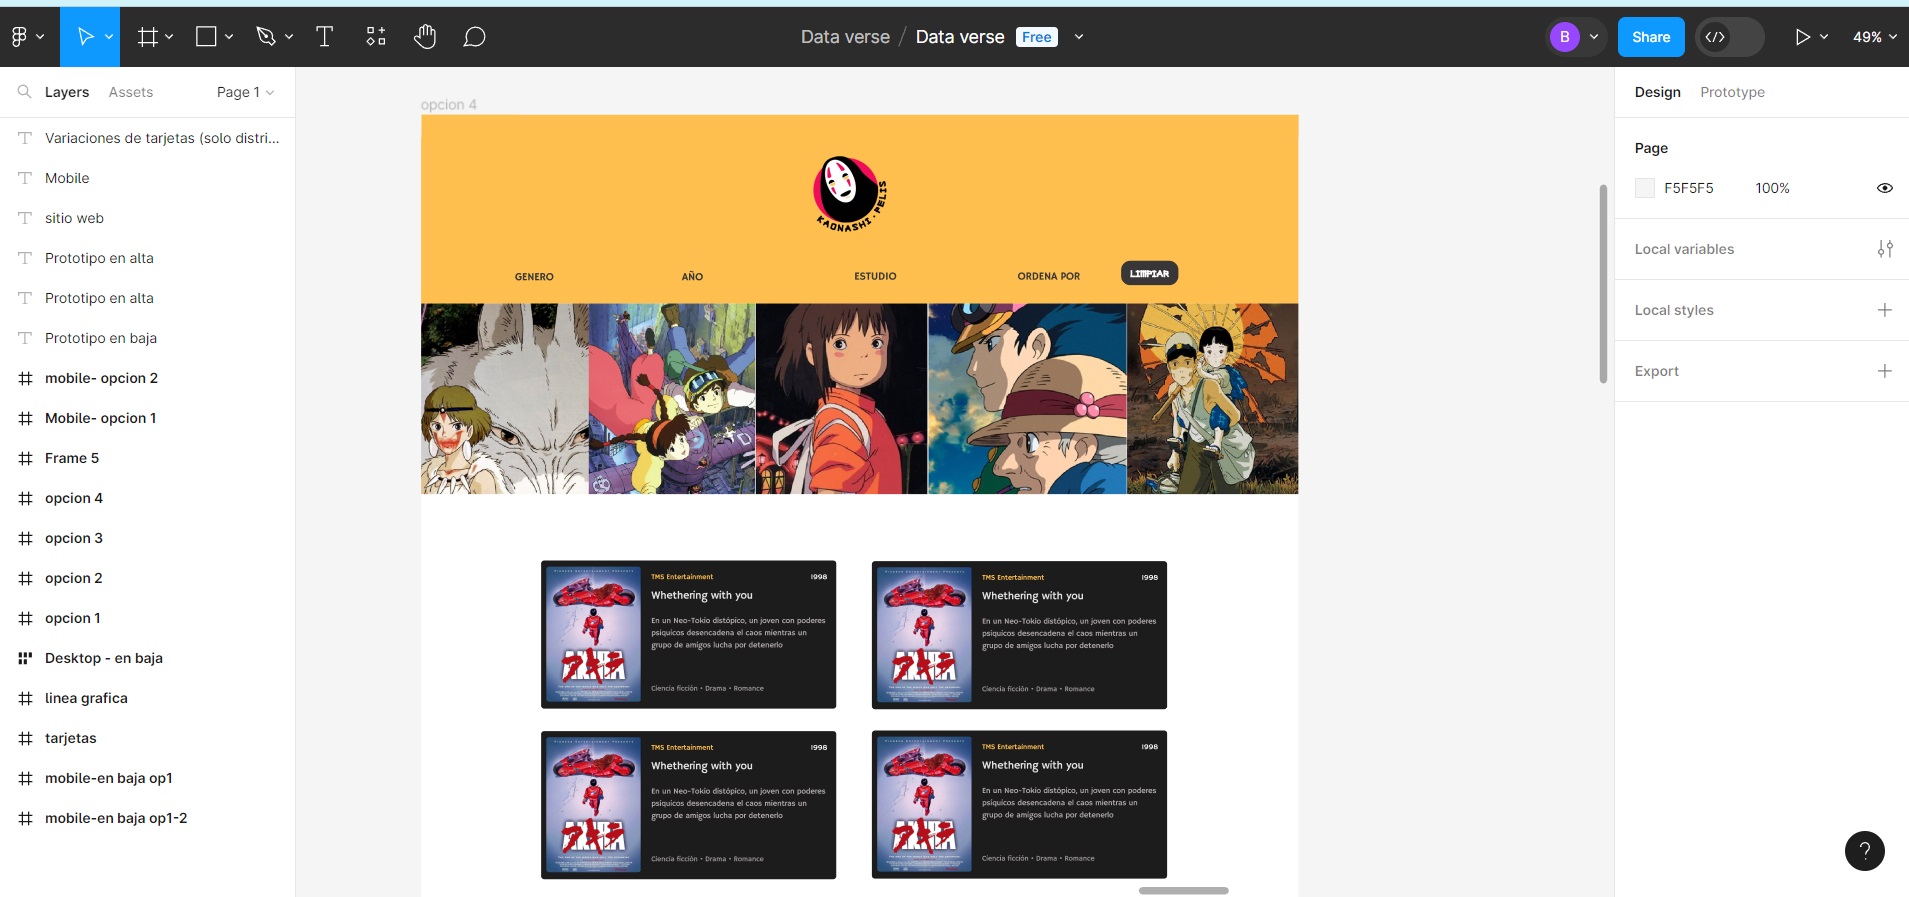 Data verse / Data verse Free
B
Share
49%
Layers Assets Page 1
Variaciones de tarjetas (solo distri...
Mobile
sitio web
Prototipo en alta
Prototipo en alta
Prototipo en baja
mobile- opcion 2
Mobile- opcion 1
Frame 5
opcion 4
opcion 3
opcion 2
opcion 1
Desktop - en baja
linea grafica
tarjetas
mobile-en baja op1
mobile-en baja op1-2
opcion 4
KAONASHI · PELIS
GENERO AÑO ESTUDIO ORDENA POR LIMPIAR
TMS Entertainment 1998
Whethering with you
En un Neo-Tokio distópico, un joven con poderes
psíquicos desencadena el caos mientras un
grupo de amigos lucha por detenerlo
Ciencia ficción • Drama • Romance
TMS Entertainment 1998
Whethering with you
En un Neo-Tokio distópico, un joven con poderes
psíquicos desencadena el caos mientras un
grupo de amigos lucha por detenerlo
Ciencia ficción • Drama • Romance
TMS Entertainment 1998
Whethering with you
En un Neo-Tokio distópico, un joven con poderes
psíquicos desencadena el caos mientras un
grupo de amigos lucha por detenerlo
Ciencia ficción • Drama • Romance
TMS Entertainment 1998
Whethering with you
En un Neo-Tokio distópico, un joven con poderes
psíquicos desencadena el caos mientras un
grupo de amigos lucha por detenerlo
Ciencia ficción • Drama • Romance
Design Prototype
Page
F5F5F5 100%
Local variables
Local styles
Export
?